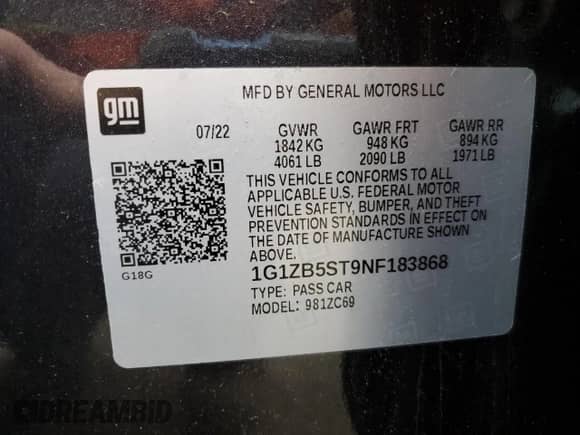 gm
MFD BY GENERAL MOTORS LLC
07/22 GVWR GAWR FRT GAWR RR
1842 KG 948 KG 894 KG
4061 LB 2090 LB 1971 LB
THIS VEHICLE CONFORMS TO ALL
APPLICABLE U.S. FEDERAL MOTOR
VEHICLE SAFETY, BUMPER, AND THEFT
PREVENTION STANDARDS IN EFFECT ON
THE DATE OF MANUFACTURE SHOWN
ABOVE.
G18G
1G1ZB5ST9NF183868
TYPE: PASS CAR
MODEL: 981ZC69
CIDREAMBID